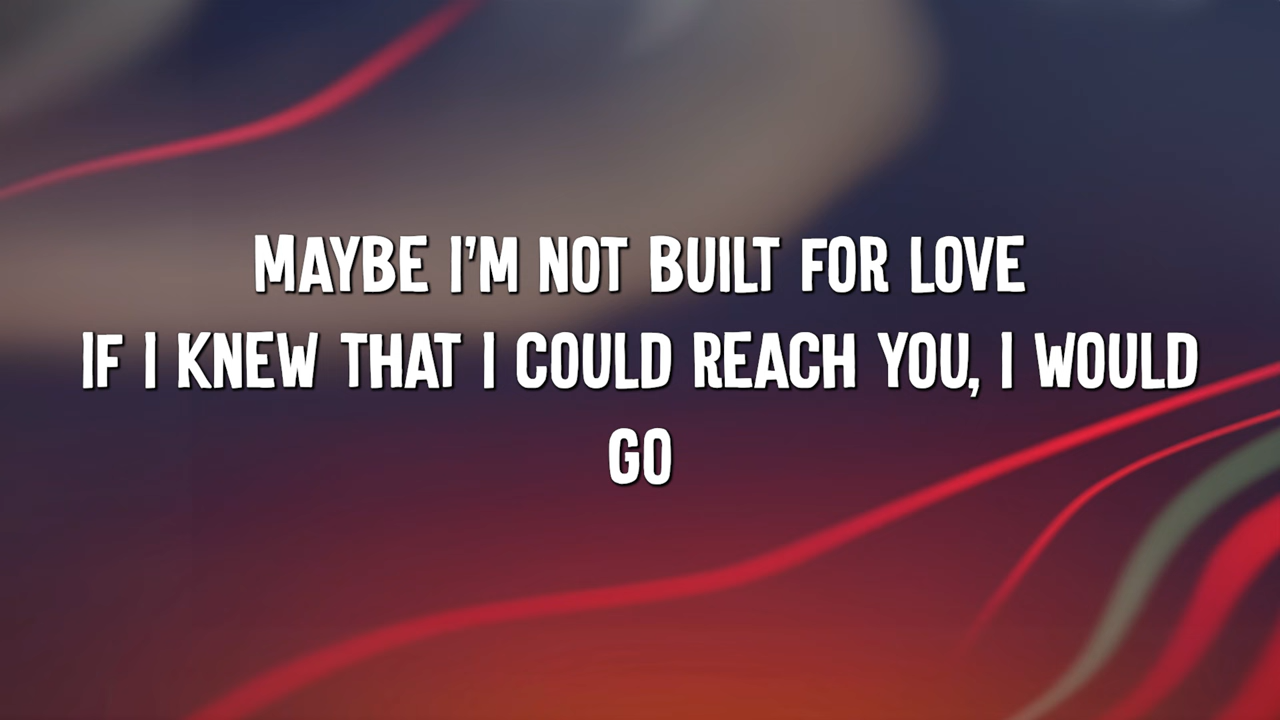 MAYBE I'M NOT BUILT FOR LOVE
IF I KNEW THAT I COULD REACH YOU, I WOULD
GO